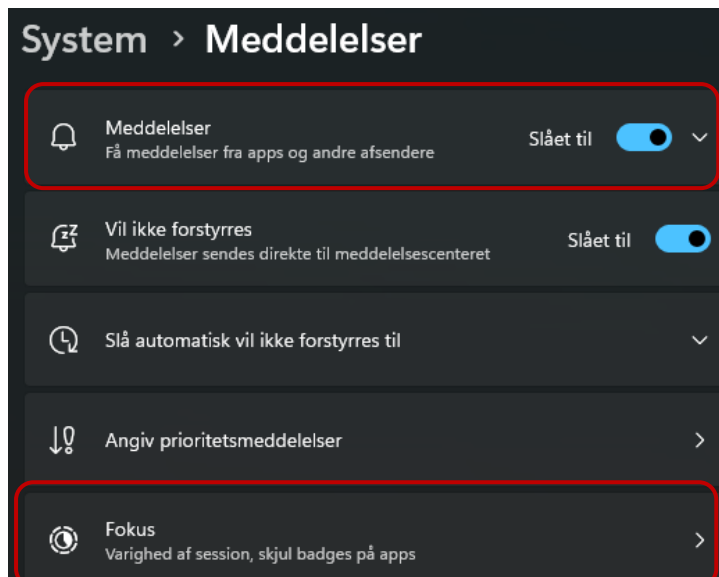 System > Meddelelser
Meddelelser
Få meddelelser fra apps og andre afsendere
Slået til
Vil ikke forstyrres
Meddelelser sendes direkte til meddelelsescenteret
Slået til
Slå automatisk vil ikke forstyrres til
Angiv prioritetsmeddelelser
Fokus
Varighed af session, skjul badges på apps